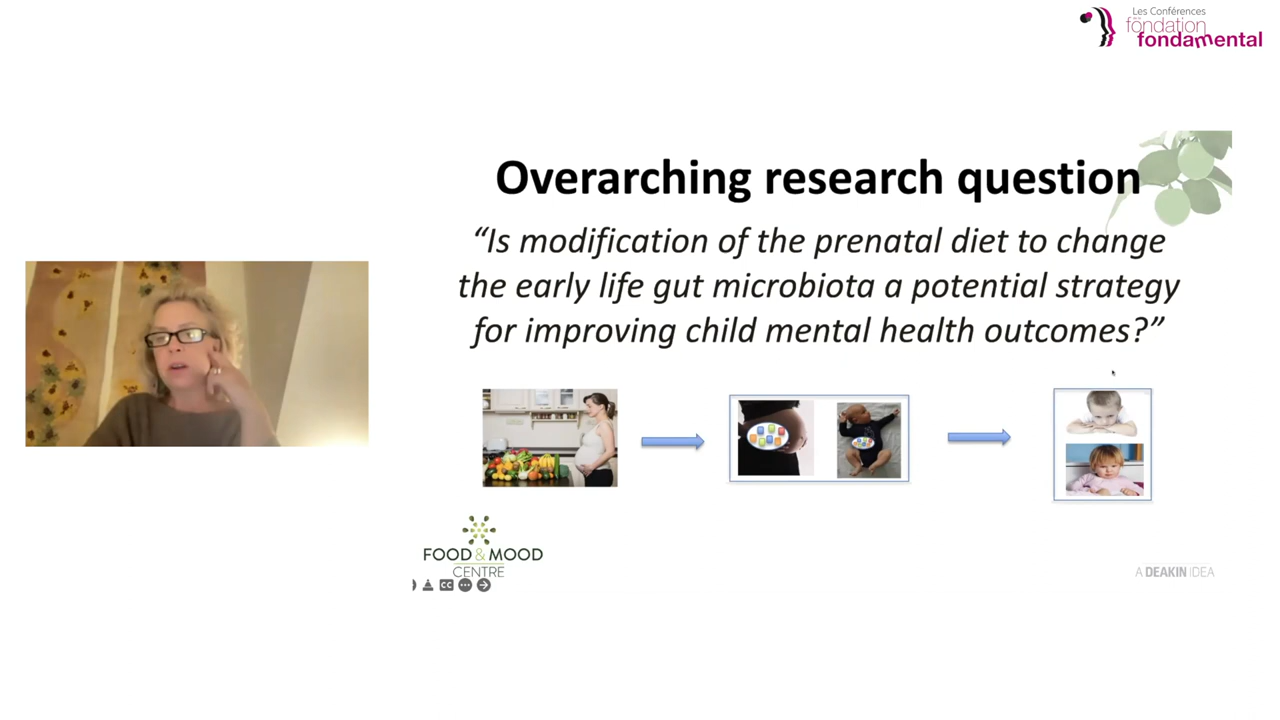 Les Conférences
fondation
fondamental
Overarching research question
“Is modification of the prenatal diet to change
the early life gut microbiota a potential strategy
for improving child mental health outcomes?”
FOOD & MOOD
CENTRE
CC
A DEAKIN IDEA